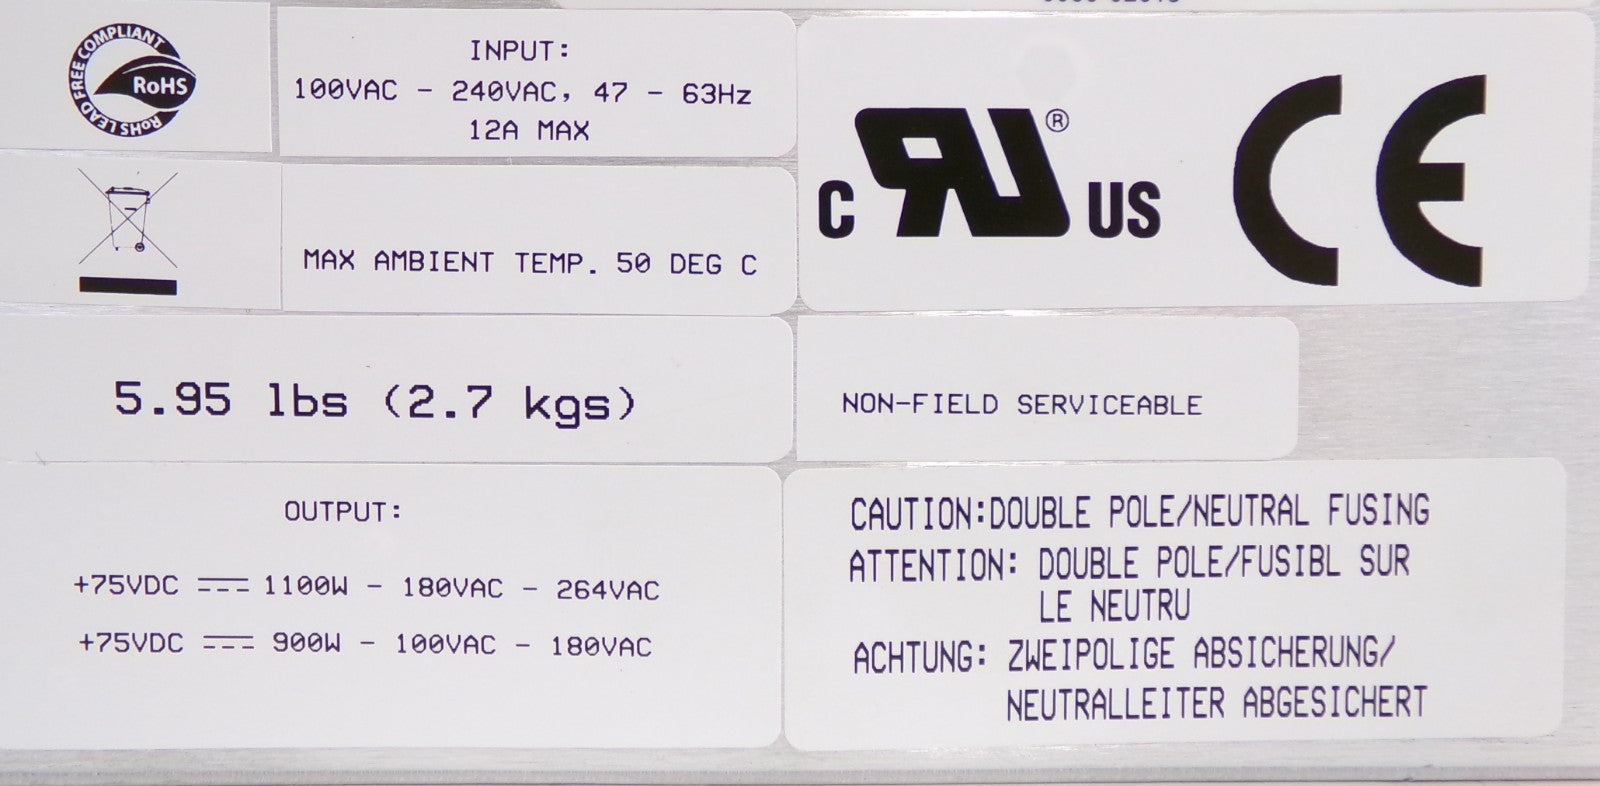 RoHS LEAD FREE COMPLIANT
RoHS
INPUT:
100VAC - 240VAC, 47 - 63Hz
12A MAX
MAX AMBIENT TEMP. 50 DEG C
C RU® US CE
5.95 lbs (2.7 kgs)
NON-FIELD SERVICEABLE
OUTPUT:
+75VDC ⎓ 1100W - 180VAC - 264VAC
+75VDC ⎓ 900W - 100VAC - 180VAC
CAUTION:DOUBLE POLE/NEUTRAL FUSING
ATTENTION: DOUBLE POLE/FUSIBL SUR
LE NEUTRU
ACHTUNG: ZWEIPOLIGE ABSICHERUNG/
NEUTRALLEITER ABGESICHERT